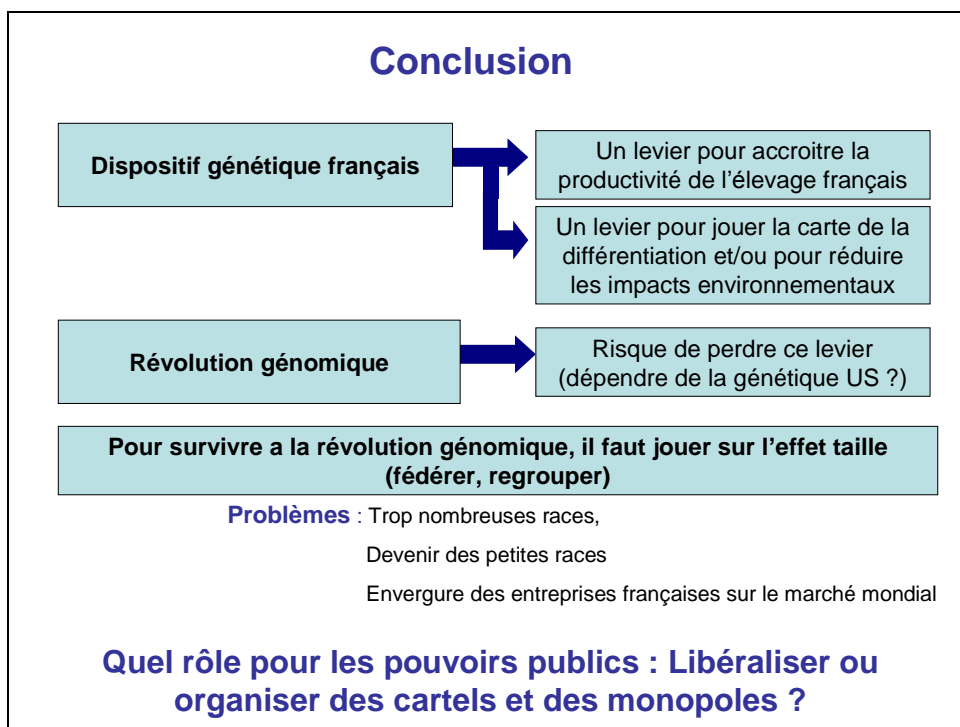 Conclusion
Dispositif génétique français
Un levier pour accroitre la
productivité de l'élevage français
Un levier pour jouer la carte de la
différentiation et/ou pour réduire
les impacts environnementaux
Révolution génomique
Risque de perdre ce levier
(dépendre de la génétique US ?)
Pour survivre a la révolution génomique, il faut jouer sur l'effet taille
(fédérer, regrouper)
Problèmes : Trop nombreuses races,
Devenir des petites races
Envergure des entreprises françaises sur le marché mondial
Quel rôle pour les pouvoirs publics : Libéraliser ou
organiser des cartels et des monopoles ?